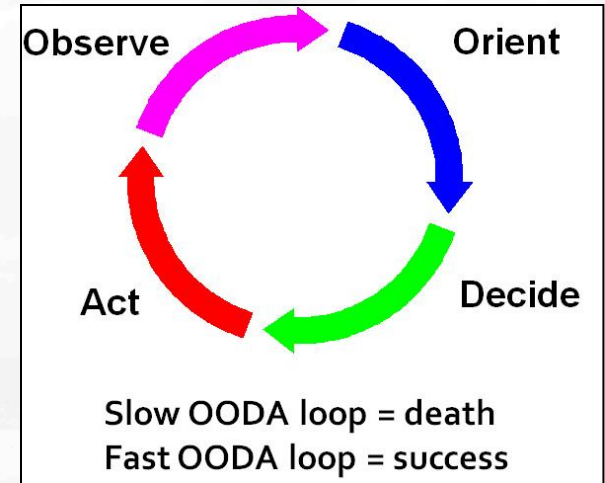 Observe
Orient
Decide
Act
Slow OODA loop = death
Fast OODA loop = success